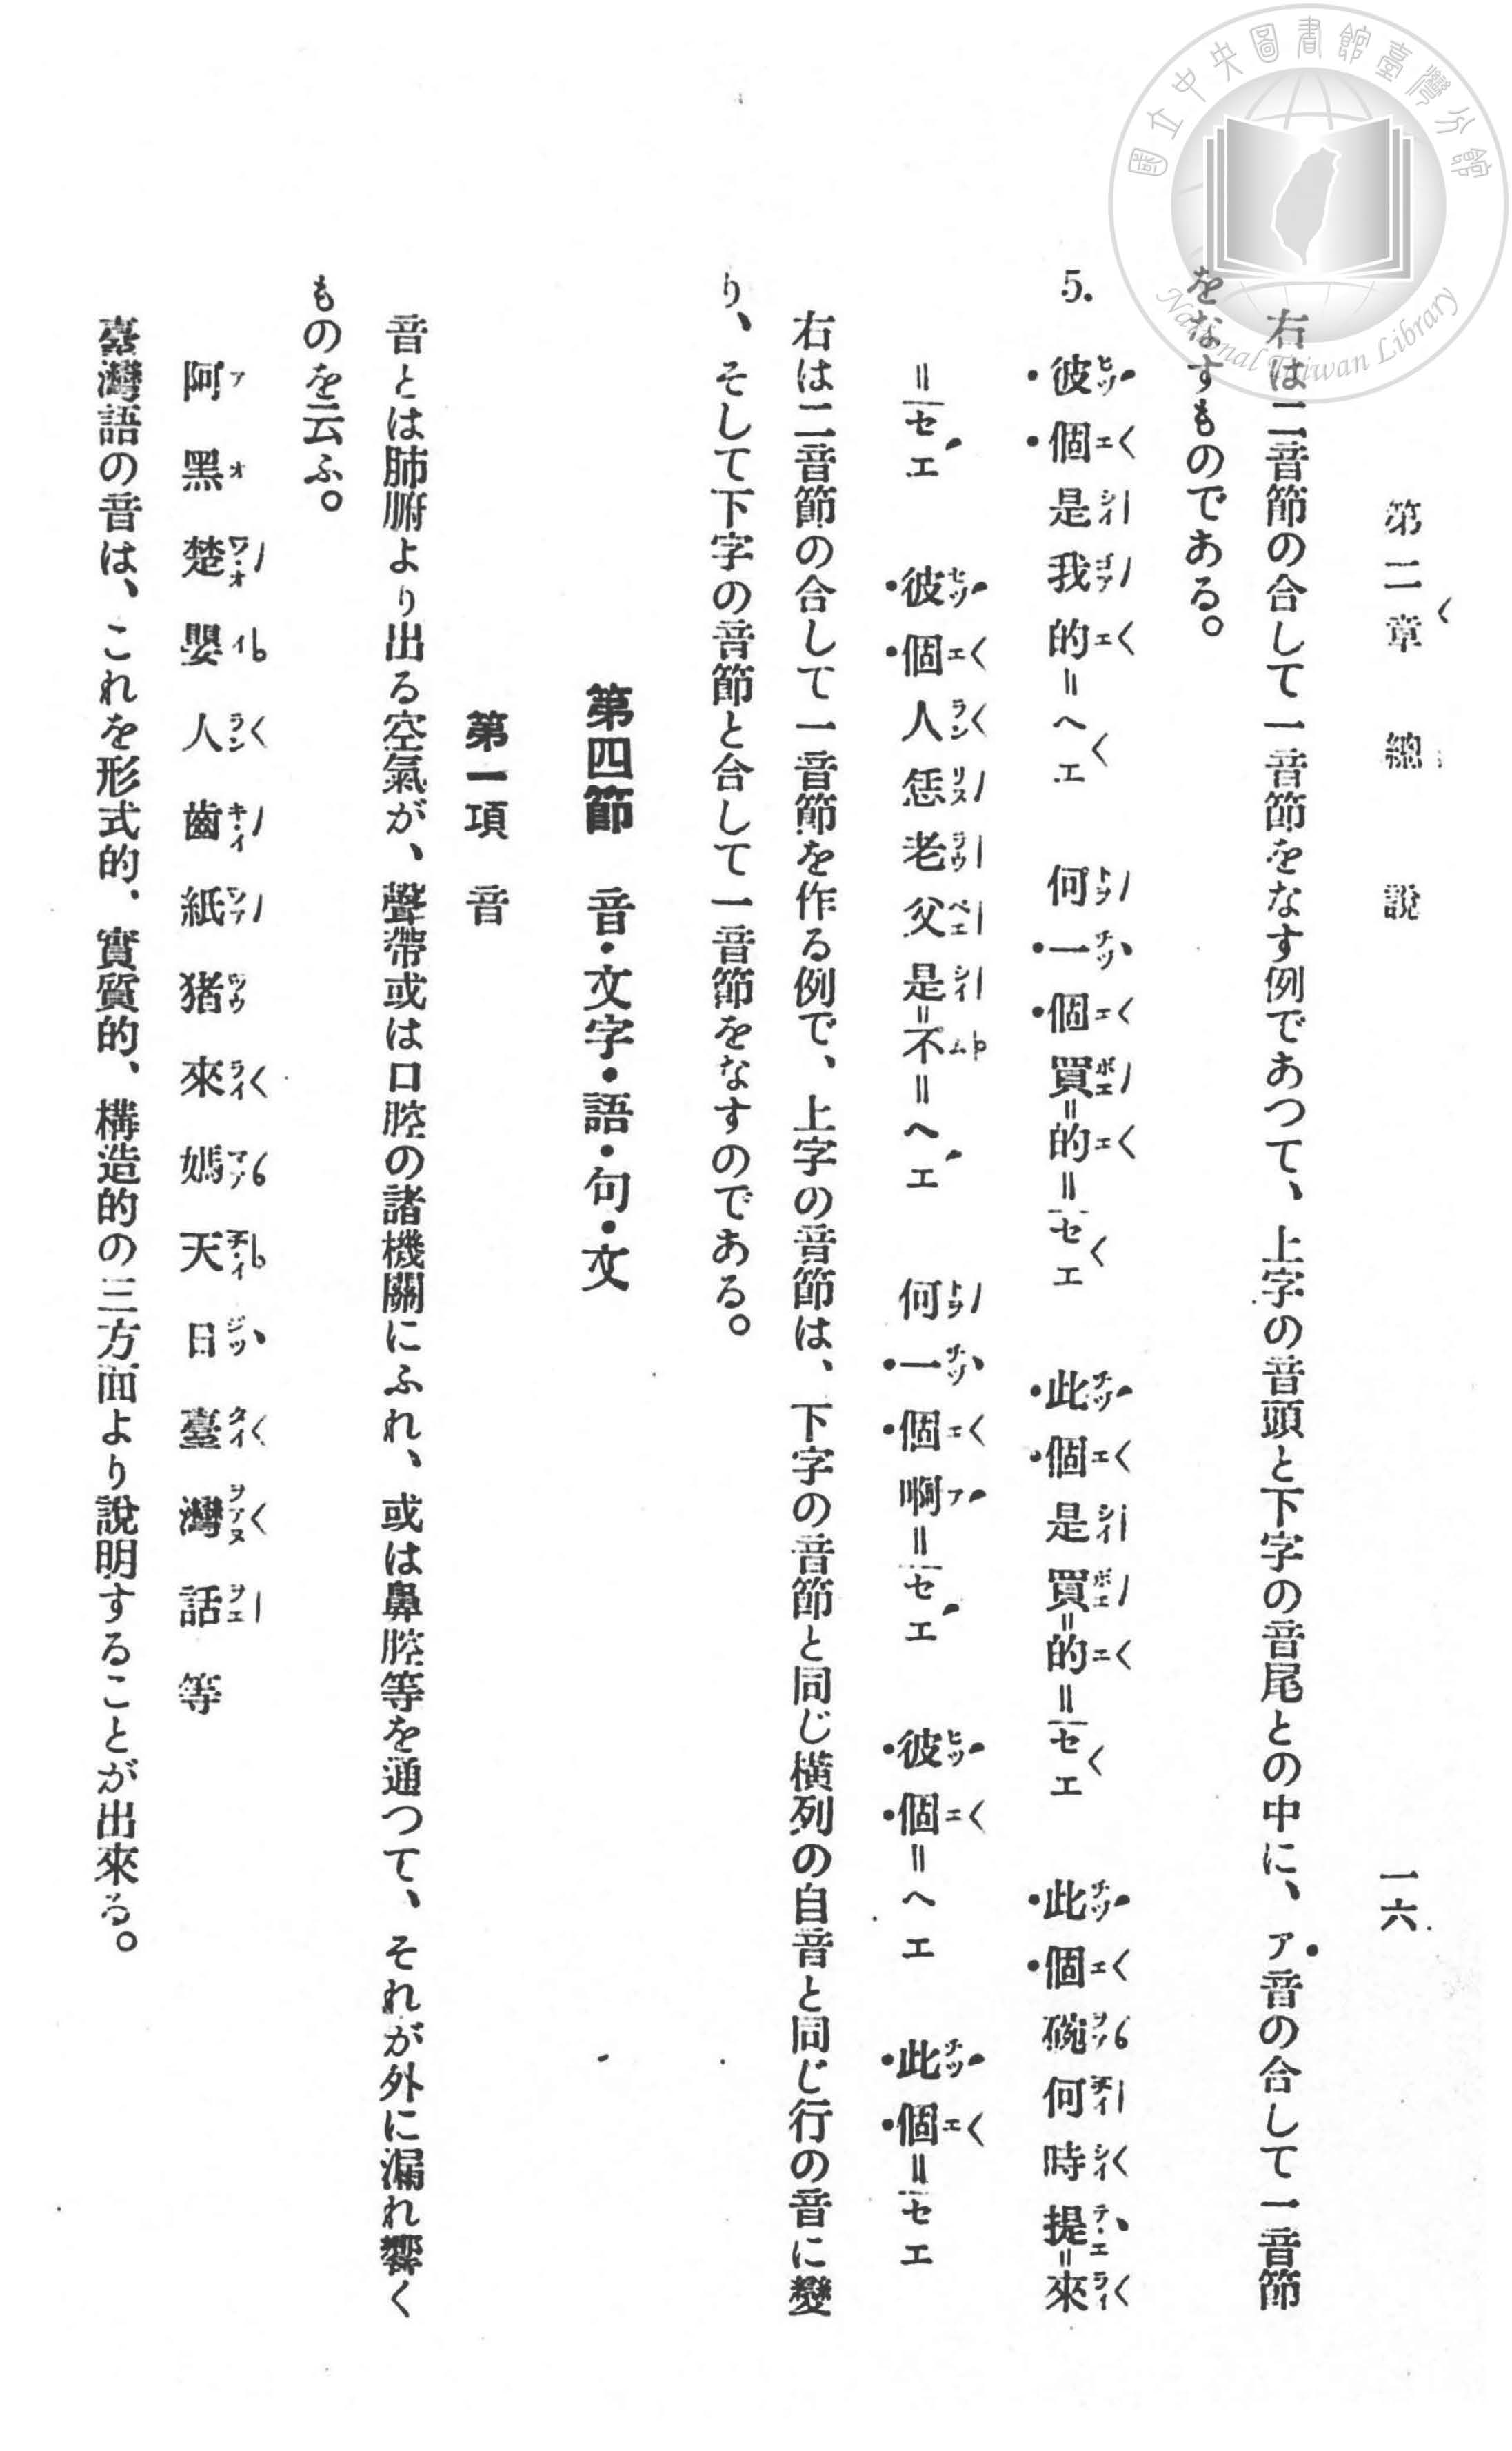 國立中央圖書館臺灣分館
National Taiwan Library
第二章 總說 一六
右は二音節の合して一音節をなす例であつて、上字の音頭と下字の音尾との中に、ア音の合して一音節
をなすものである。
5. 彼個是我的＝ヘエ 何一個買＝的＝セエ 此個是買＝的＝セエ 此個碗何時提＝來
＝セエ 彼個人恁老父是＝不＝ヘエ 何一個啊＝セエ 彼個＝ヘエ 此個＝セエ
右は二音節の合して一音節を作る例で、上字の音節は、下字の音節と同じ橫列の自音と同じ行の音に變
り、そして下字の音節と合して一音節をなすのである。
第四節 音・文字・語・句・文
第一項 音
音とは肺腑より出る空氣が、聲帶或は口腔の諸機關にふれ、或は鼻腔等を通つて、それが外に漏れ響く
ものを云ふ。
阿 黑 楚 嬰 人 齒 紙 猪 來 媽 天 日 臺 灣 話 等
臺灣語の音は、これを形式的、實質的、構造的の三方面より說明することが出來る。